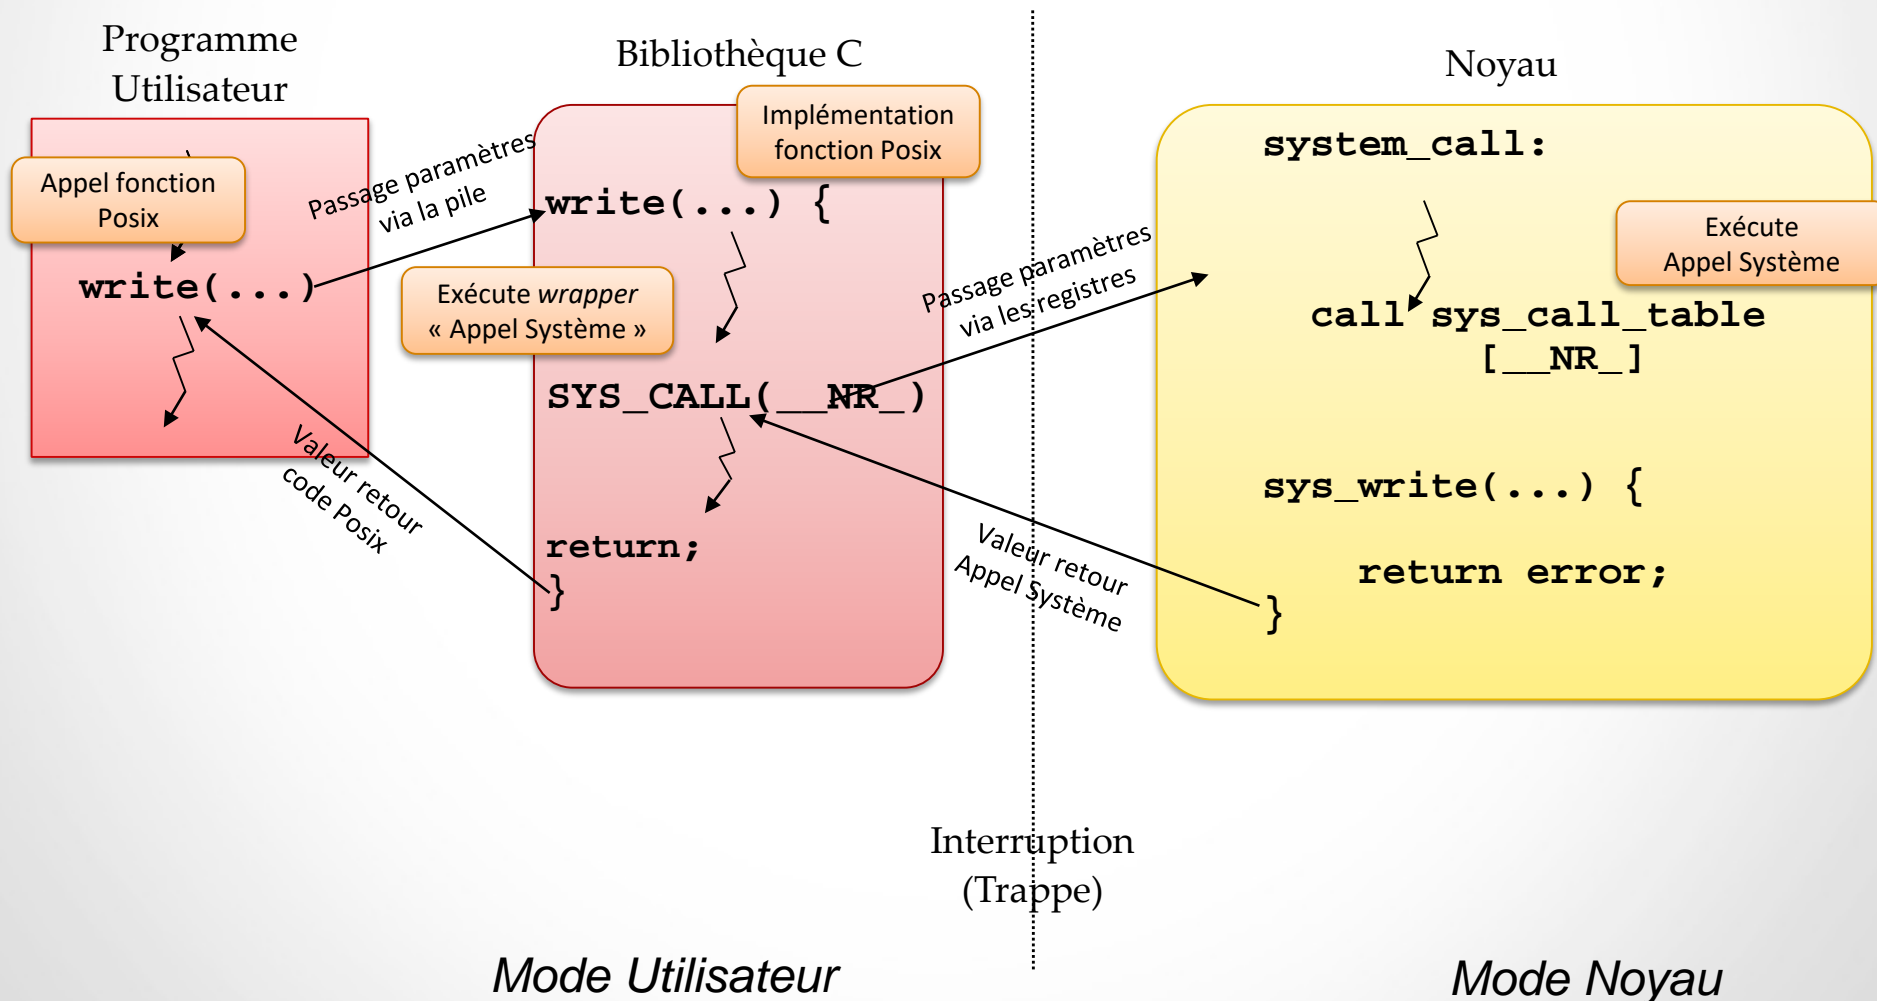 Programme
Utilisateur
Bibliothèque C
Noyau
Appel fonction
Posix
write(...)
Passage paramètres
via la pile
Implémentation
fonction Posix
write(...) {
Exécute wrapper
« Appel Système »
SYS_CALL(__NR_)
return;
}
Valeur retour
code Posix
Passage paramètres
via les registres
Valeur retour
Appel Système
system_call:
Exécute
Appel Système
call sys_call_table
[__NR_]
sys_write(...) {
return error;
}
Interruption
(Trappe)
Mode Utilisateur
Mode Noyau